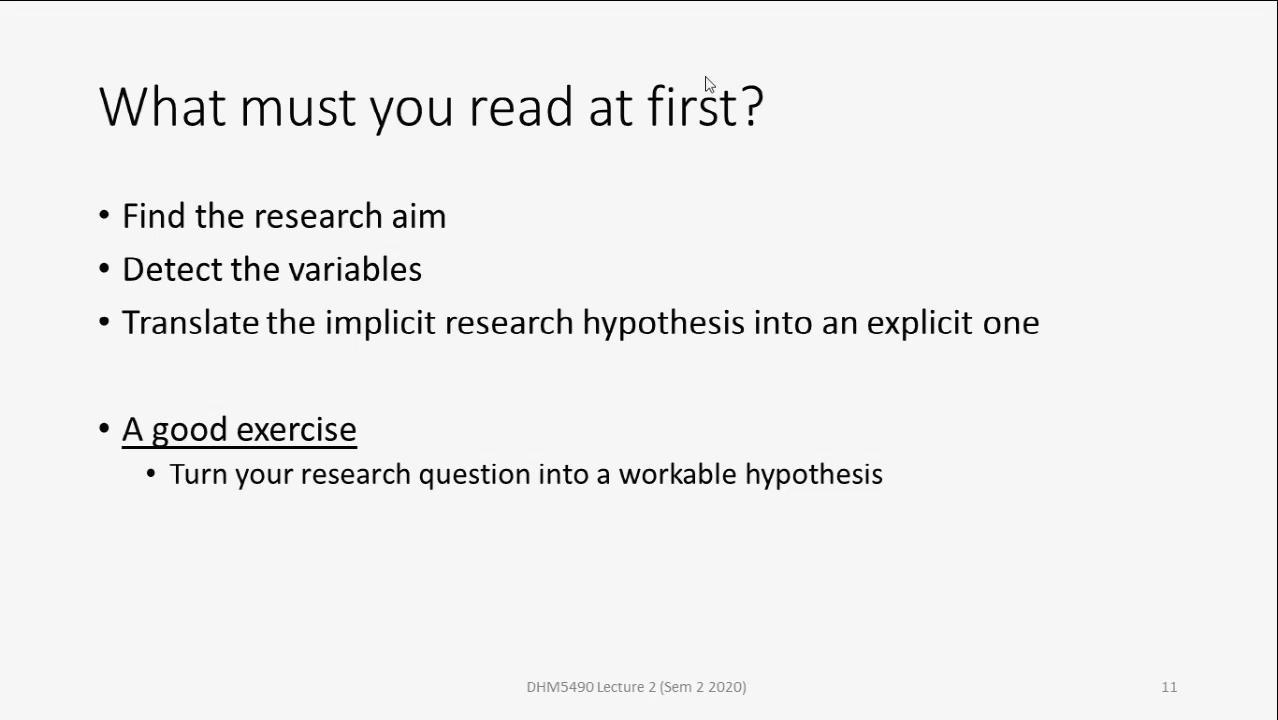 What must you read at first?
• Find the research aim
• Detect the variables
• Translate the implicit research hypothesis into an explicit one
• A good exercise
• Turn your research question into a workable hypothesis
DHM5490 Lecture 2 (Sem 2 2020)
11